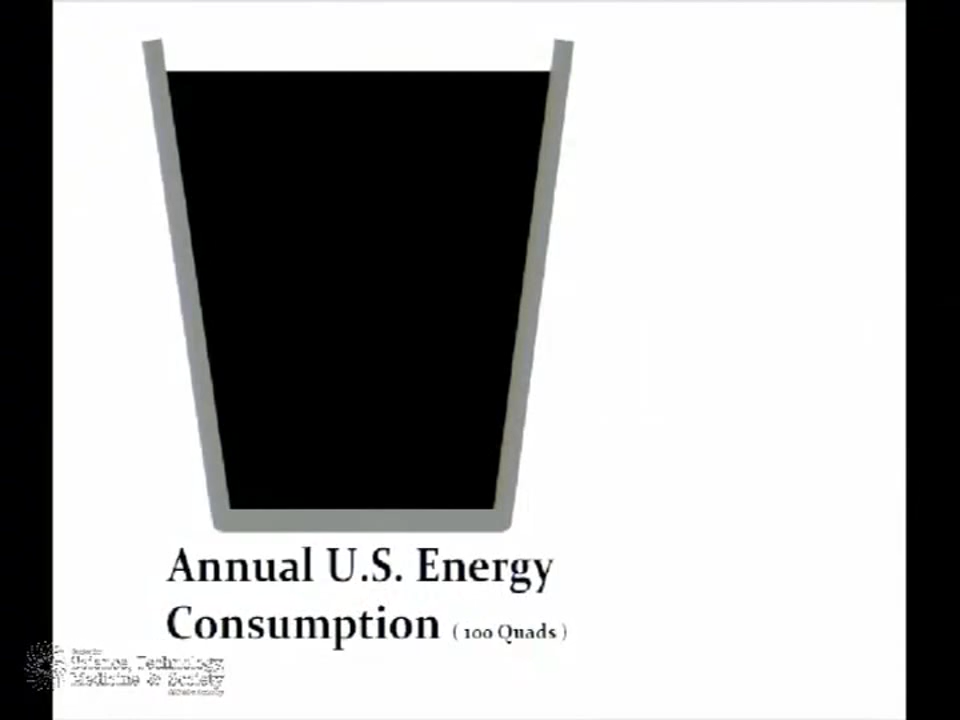 Annual U.S. Energy
Consumption ( 100 Quads )
Science, Technology,
Medicine & Society